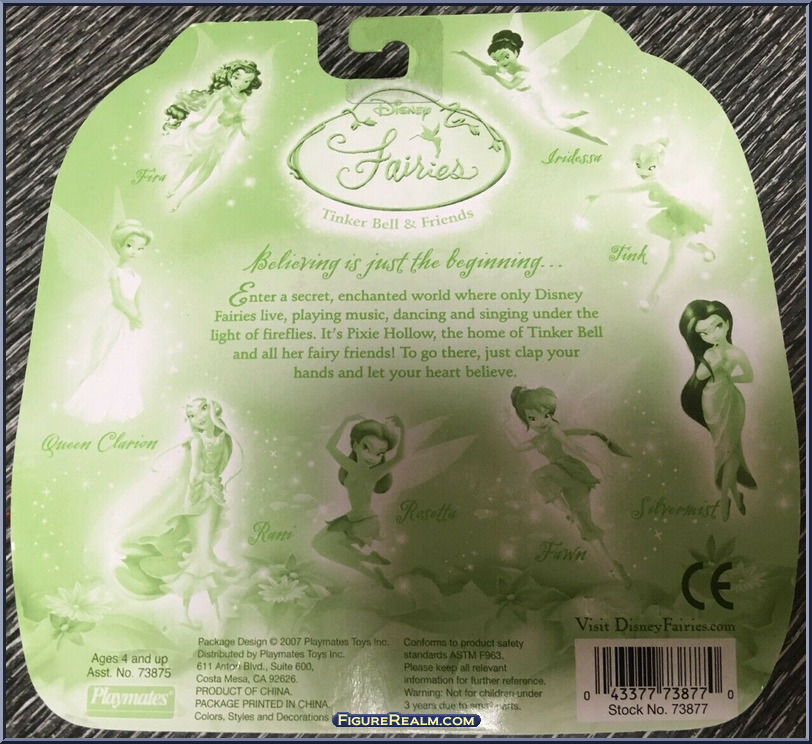 Disney
Fairies
Tinker Bell & Friends
Fira
Iridessa
Tink
Believing is just the beginning...
Enter a secret, enchanted world where only Disney
Fairies live, playing music, dancing and singing under the
light of fireflies. It's Pixie Hollow, the home of Tinker Bell
and all her fairy friends! To go there, just clap your
hands and let your heart believe.
Queen Clarion
Rani
Rosetta
Fawn
Silvermist
CE
Visit DisneyFairies.com
Ages 4 and up
Asst. No. 73875
Playmates®
Package Design © 2007 Playmates Toys Inc.
Distributed by Playmates Toys Inc.
611 Anton Blvd., Suite 600,
Costa Mesa, CA 92626.
PRODUCT OF CHINA.
PACKAGE PRINTED IN CHINA.
Colors, Styles and Decorations
Conforms to product safety
standards ASTM F963.
Please keep all relevant
information for further reference.
Warning: Not for children under
3 years due to small parts.
0 43377 73877 0
Stock No. 73877
FigureRealm.com